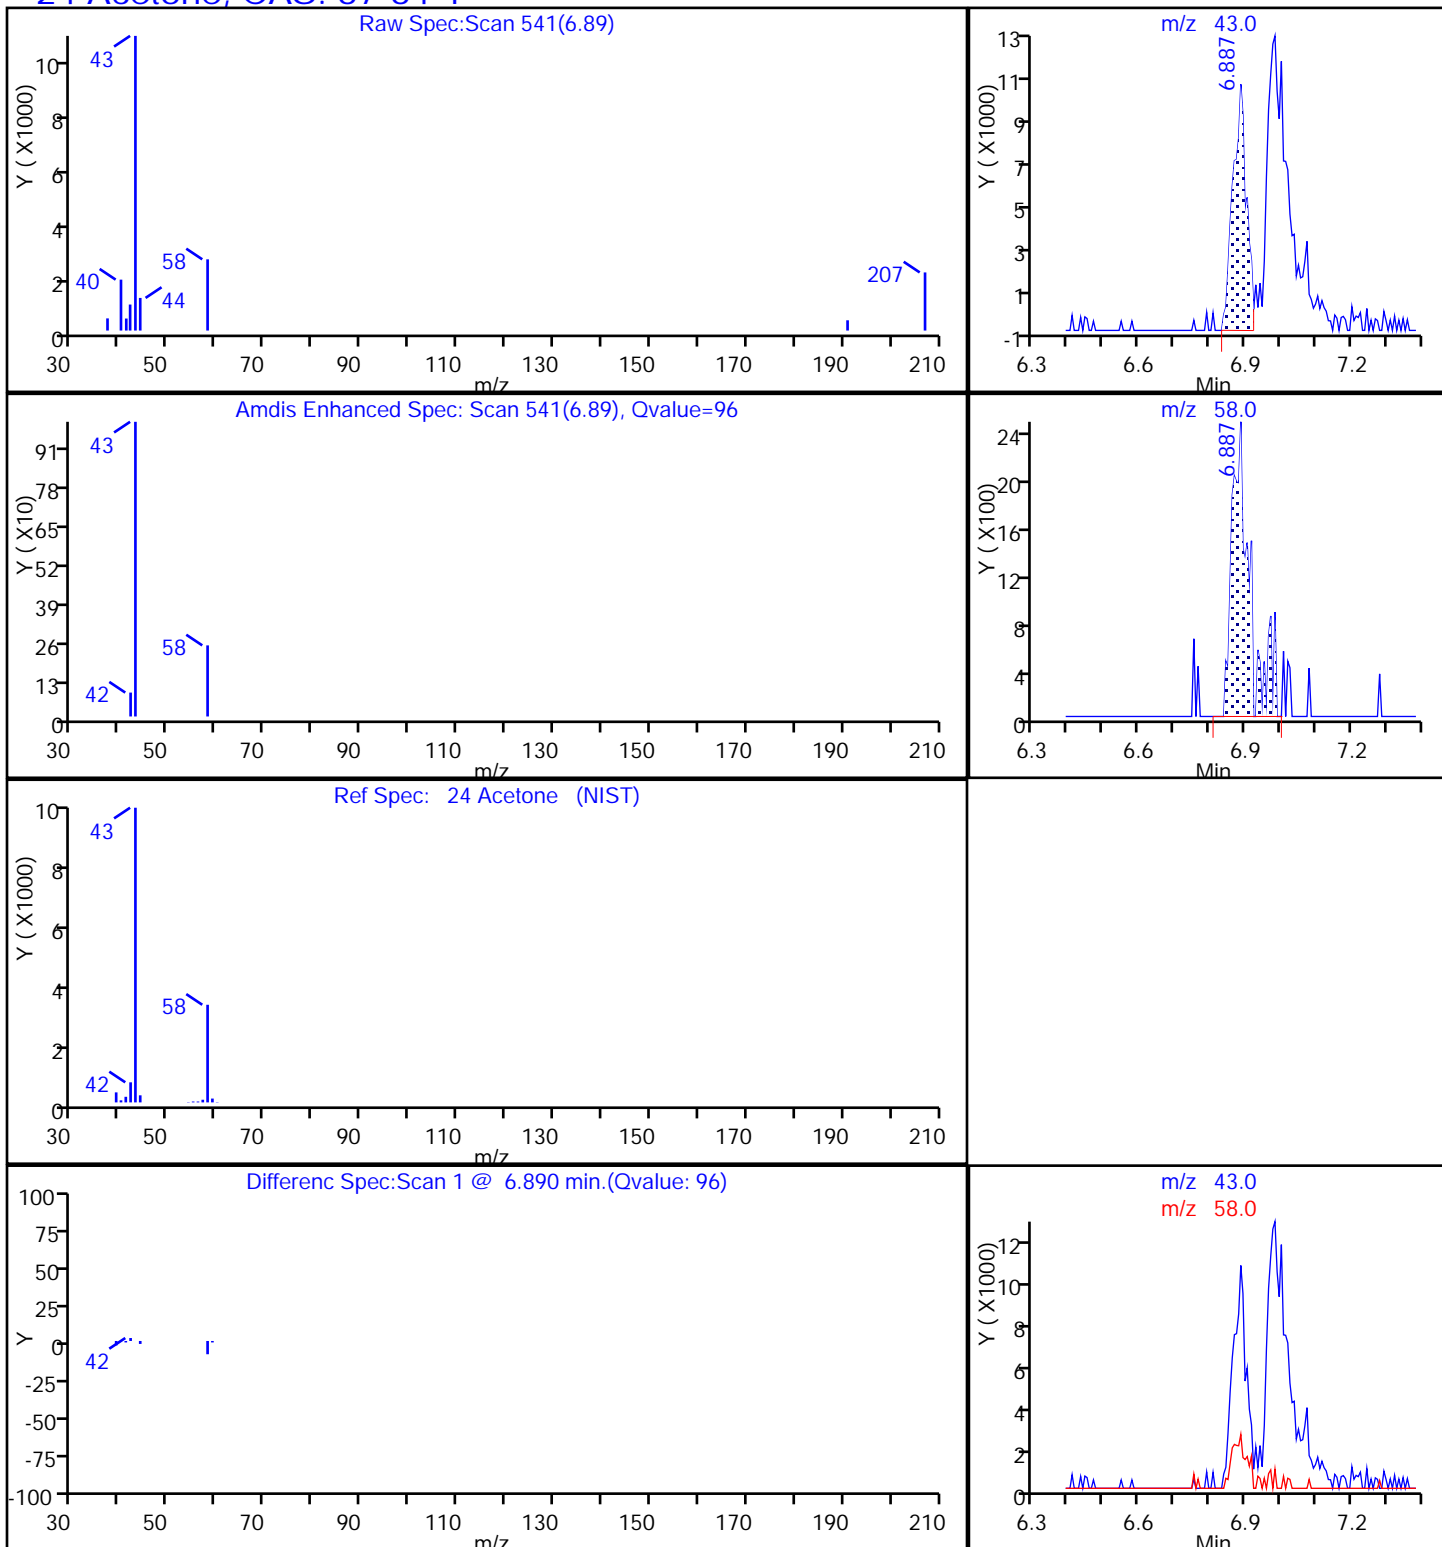 24 Acetone, CAS: 67-64-1
Raw Spec:Scan 541(6.89)
Y ( X1000)
10
8
6
4
2
0
43
40
44
58
207
30 50 70 90 110 130 150 170 190 210
m/z
m/z 43.0
Y ( X1000)
13
11
9
7
5
3
1
-1
6.887
6.3 6.6 6.9 7.2
Min
Amdis Enhanced Spec: Scan 541(6.89), Qvalue=96
Y ( X10)
91
78
65
52
39
26
13
0
43
58
42
30 50 70 90 110 130 150 170 190 210
m/z
m/z 58.0
Y ( X100)
24
20
16
12
8
4
0
6.887
6.3 6.6 6.9 7.2
Min
Ref Spec: 24 Acetone (NIST)
Y ( X1000)
10
8
6
4
2
0
43
58
42
30 50 70 90 110 130 150 170 190 210
m/z
Differenc Spec:Scan 1 @ 6.890 min.(Qvalue: 96)
Y
100
75
50
25
0
-25
-50
-75
-100
42
30 50 70 90 110 130 150 170 190 210
m/z
m/z 43.0
m/z 58.0
Y ( X1000)
12
10
8
6
4
2
0
6.3 6.6 6.9 7.2
Min